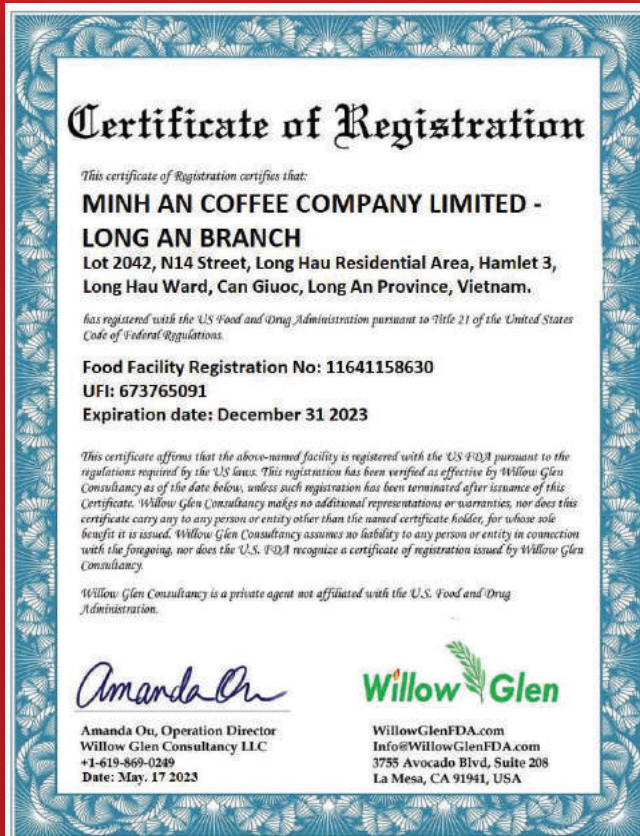 Certificate of Registration
This certificate of Registration certifies that:
MINH AN COFFEE COMPANY LIMITED -
LONG AN BRANCH
Lot 2042, N14 Street, Long Hau Residential Area, Hamlet 3,
Long Hau Ward, Can Giuoc, Long An Province, Vietnam.
has registered with the US Food and Drug Administration pursuant to Title 21 of the United States
Code of Federal Regulations.
Food Facility Registration No: 11641158630
UFI: 673765091
Expiration date: December 31 2023
This certificate affirms that the above-named facility is registered with the US FDA pursuant to the
regulations required by the US laws. This registration has been verified as effective by Willow Glen
Consultancy as of the date below, unless such registration has been terminated after issuance of this
Certificate. Willow Glen Consultancy makes no additional representations or warranties, nor does this
certificate carry any to any person or entity other than the named certificate holder, for whose sole
benefit it is issued. Willow Glen Consultancy assumes no liability to any person or entity in connection
with the foregoing, nor does the U.S. FDA recognize a certificate of registration issued by Willow Glen
Consultancy.
Willow Glen Consultancy is a private agent not affiliated with the U.S. Food and Drug
Administration.
Amanda Ou
Willow Glen
Amanda Ou, Operation Director
Willow Glen Consultancy LLC
+1-619-869-0249
Date: May. 17 2023
WillowGlenFDA.com
Info@WillowGlenFDA.com
3755 Avocado Blvd, Suite 208
La Mesa, CA 91941, USA